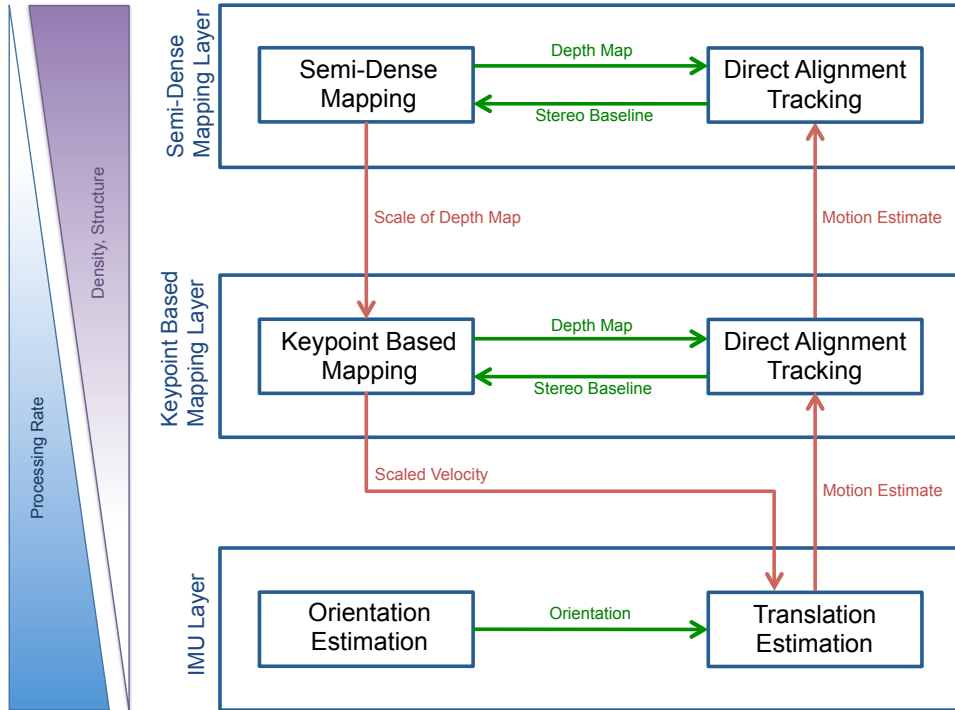 Processing Rate
Density, Structure
Semi-Dense
Mapping Layer
Semi-Dense
Mapping
Depth Map
Stereo Baseline
Direct Alignment
Tracking
Scale of Depth Map
Motion Estimate
Keypoint Based
Mapping Layer
Keypoint Based
Mapping
Depth Map
Stereo Baseline
Direct Alignment
Tracking
Scaled Velocity
Motion Estimate
IMU Layer
Orientation
Estimation
Orientation
Translation
Estimation